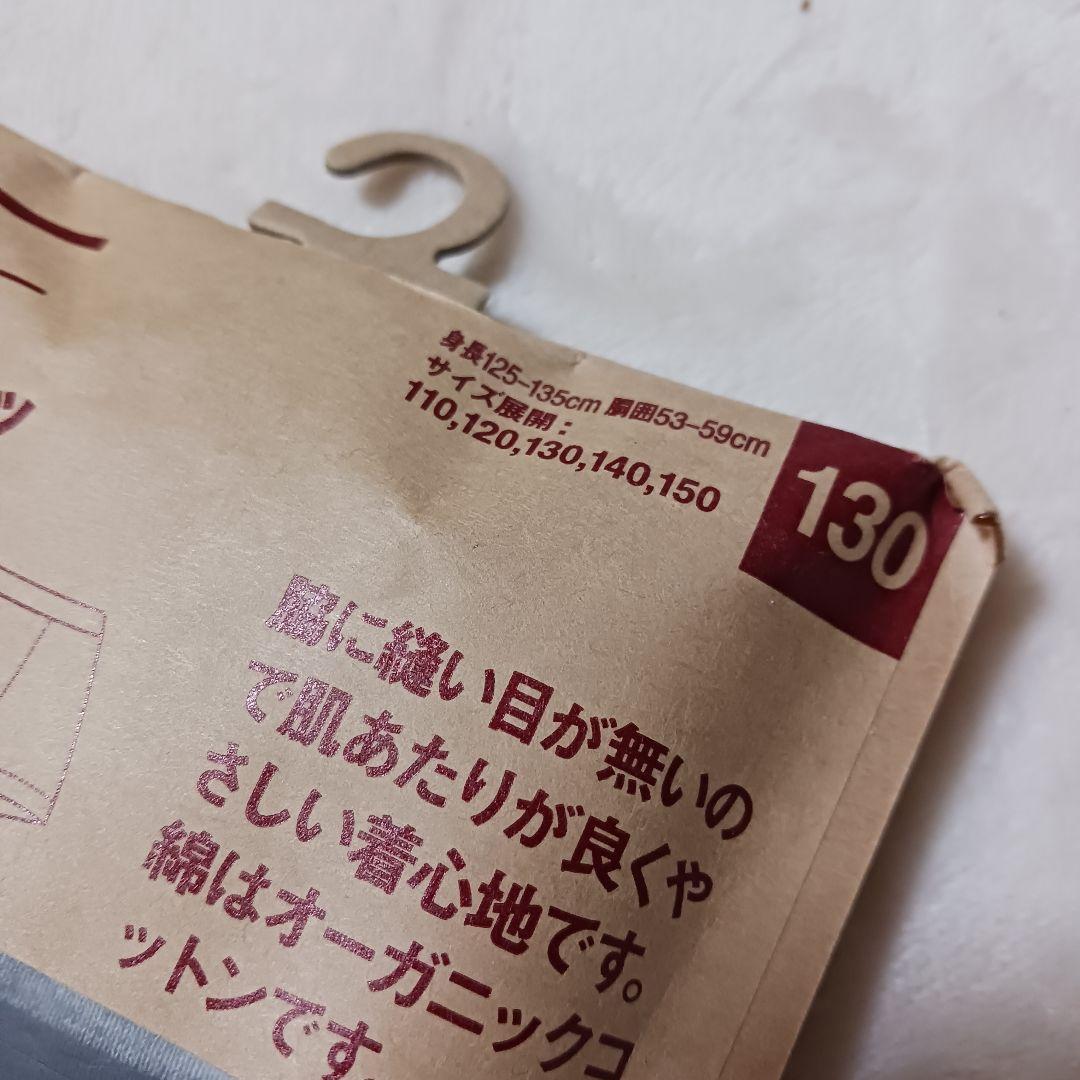 ッ
身長125–135cm 胴囲53–59cm
サイズ展開：
110,120,130,140,150
130
脇に縫い目が無いの
で肌あたりが良くや
さしい着心地です。
綿はオーガニックコ
ットンです。